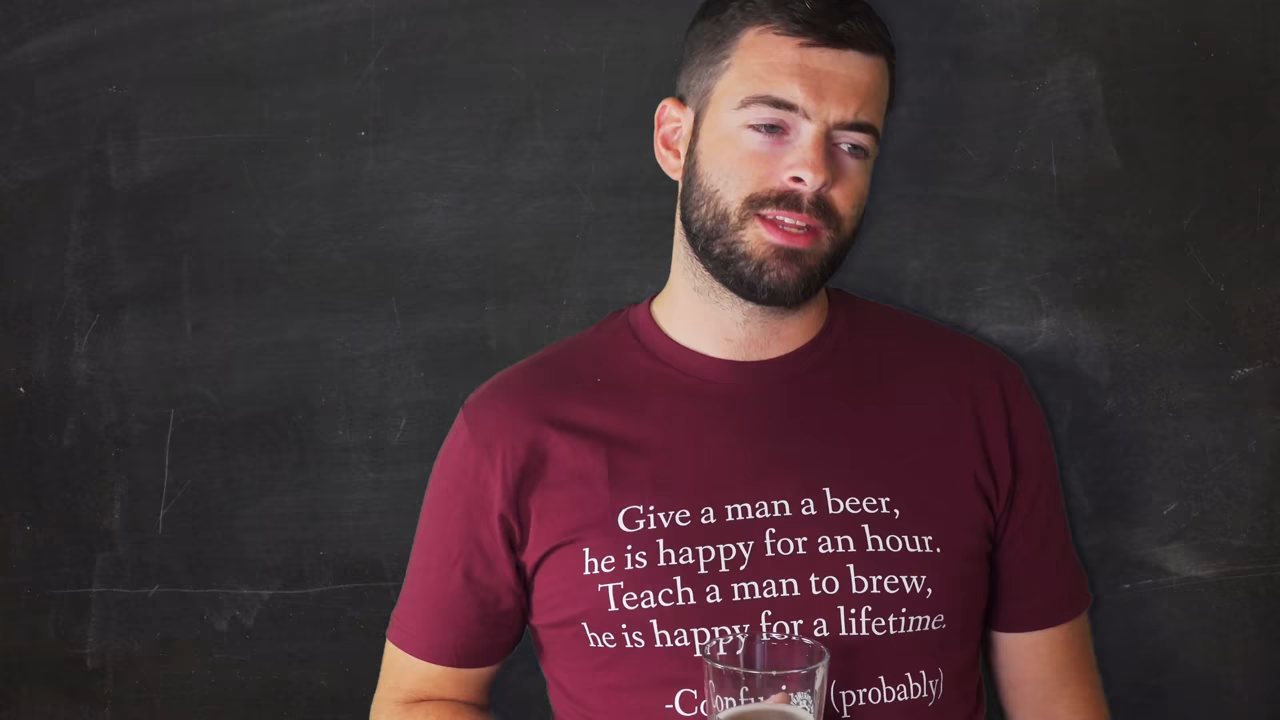 Give a man a beer,
he is happy for an hour.
Teach a man to brew,
he is happy for a lifetime.
-Confucius (probably)